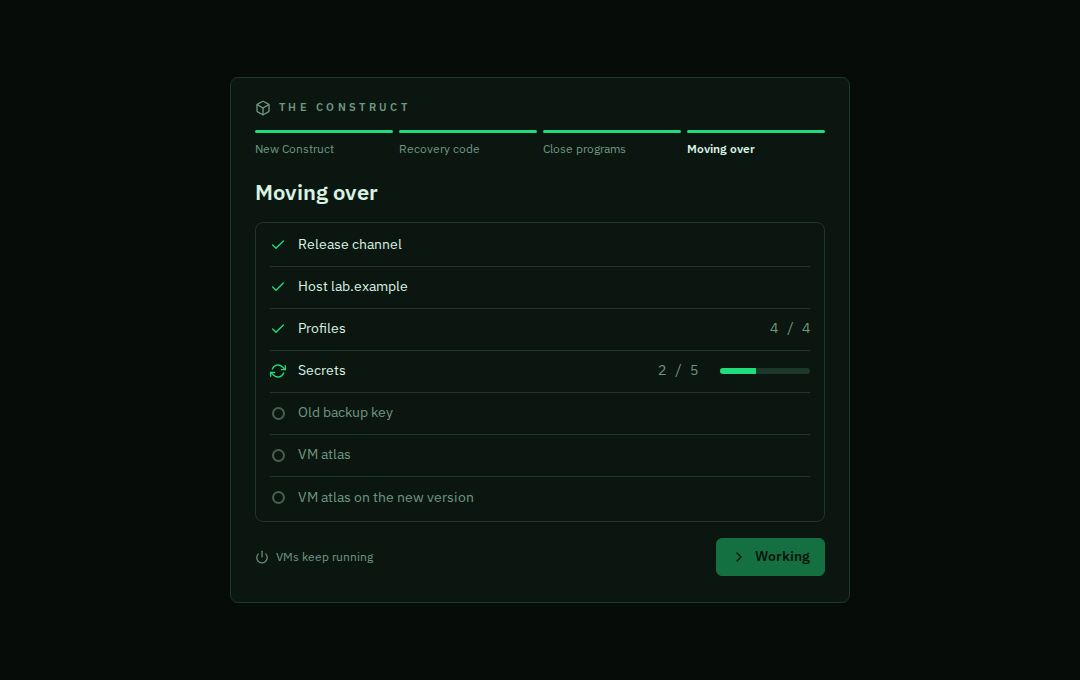 THE CONSTRUCT
New Construct
Recovery code
Close programs
Moving over
Moving over
Release channel
Host lab.example
Profiles 4 / 4
Secrets 2 / 5
Old backup key
VM atlas
VM atlas on the new version
VMs keep running
Working